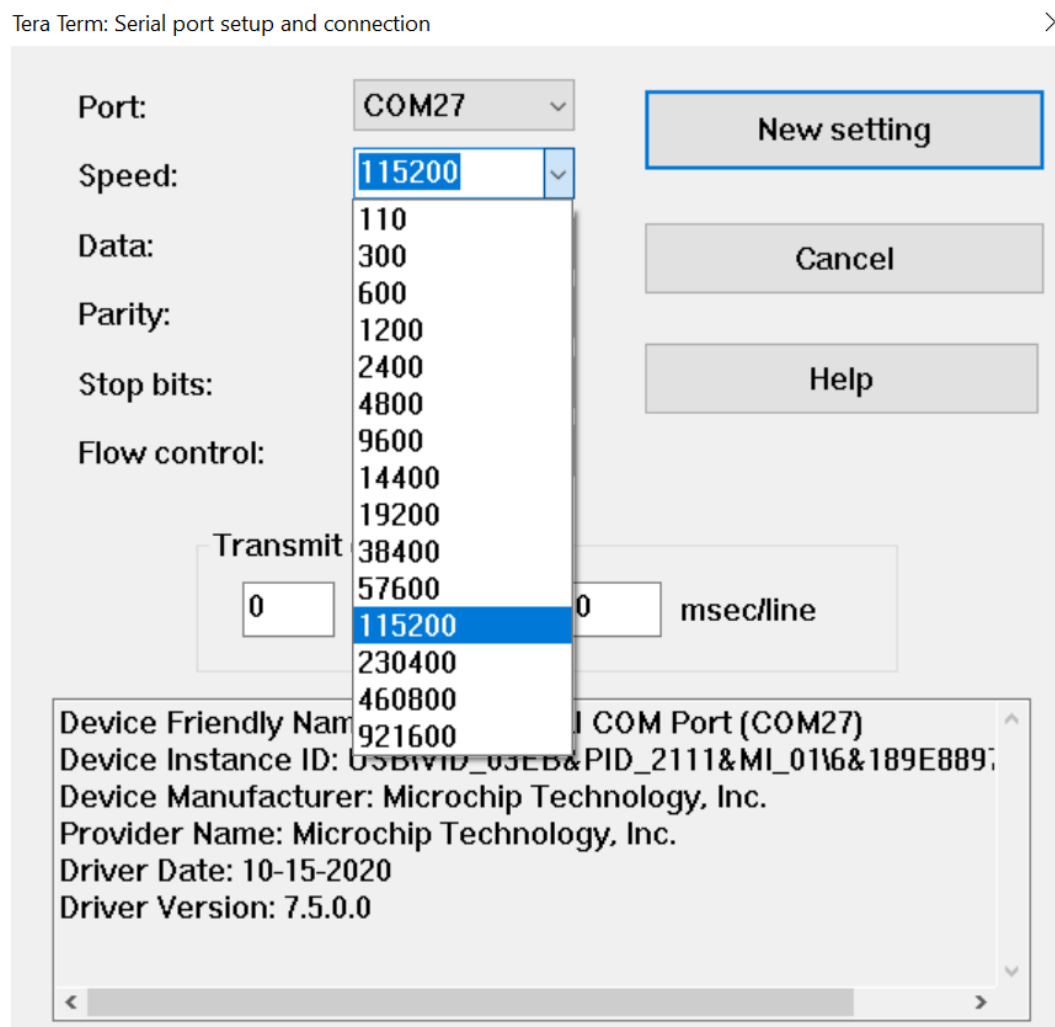 Tera Term: Serial port setup and connection
Port:
COM27
New setting
Speed:
115200
110
Data:
300
Cancel
600
Parity:
1200
2400
Stop bits:
Help
4800
9600
Flow control:
14400
19200
Transmit
38400
57600
0
0
msec/line
115200
230400
460800
921600
Device Friendly Nam COM Port (COM27)
Device Instance ID: USB\VID_03EB&PID_2111&MI_01\6&189E8897
Device Manufacturer: Microchip Technology, Inc.
Provider Name: Microchip Technology, Inc.
Driver Date: 10-15-2020
Driver Version: 7.5.0.0